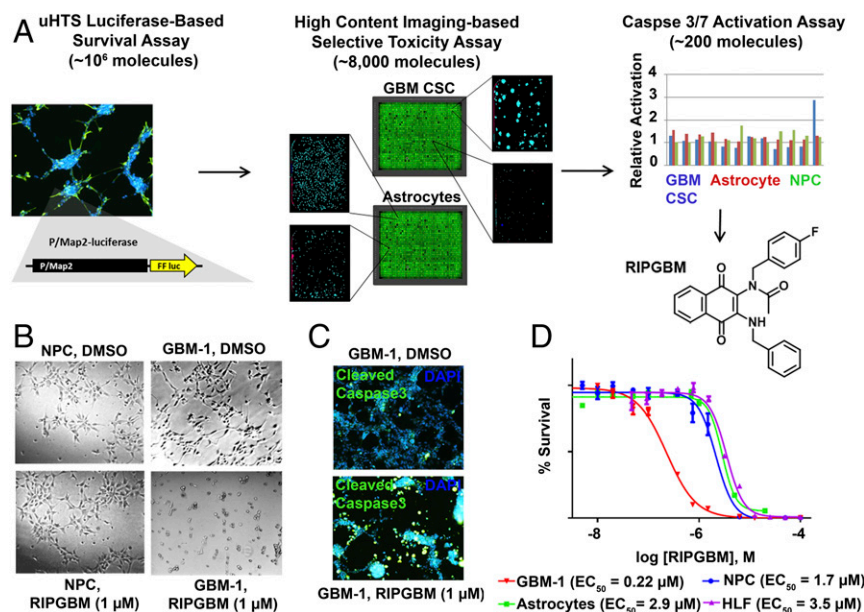 A
uHTS Luciferase-Based
Survival Assay
(~10⁶ molecules)
High Content Imaging-based
Selective Toxicity Assay
(~8,000 molecules)
Caspse 3/7 Activation Assay
(~200 molecules)
GBM CSC
Astrocytes
P/Map2-luciferase
P/Map2
FF luc
Relative Activation
4
3
2
1
0
GBM
CSC
Astrocyte
NPC
RIPGBM
F
O
N
O
O
NH
B
NPC, DMSO
GBM-1, DMSO
NPC,
RIPGBM (1 µM)
GBM-1,
RIPGBM (1 µM)
C
GBM-1, DMSO
Cleaved
Caspase3
DAPI
Cleaved
Caspase3
DAPI
GBM-1, RIPGBM (1 µM)
D
% Survival
-8
-6
-4
log [RIPGBM], M
GBM-1 (EC₅₀ = 0.22 µM)
NPC (EC₅₀ = 1.7 µM)
Astrocytes (EC₅₀ = 2.9 µM)
HLF (EC₅₀ = 3.5 µM)